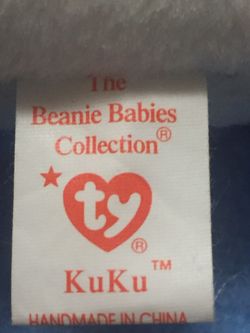 The
Beanie Babies
Collection®
ty®
KuKu™
HANDMADE IN CHINA